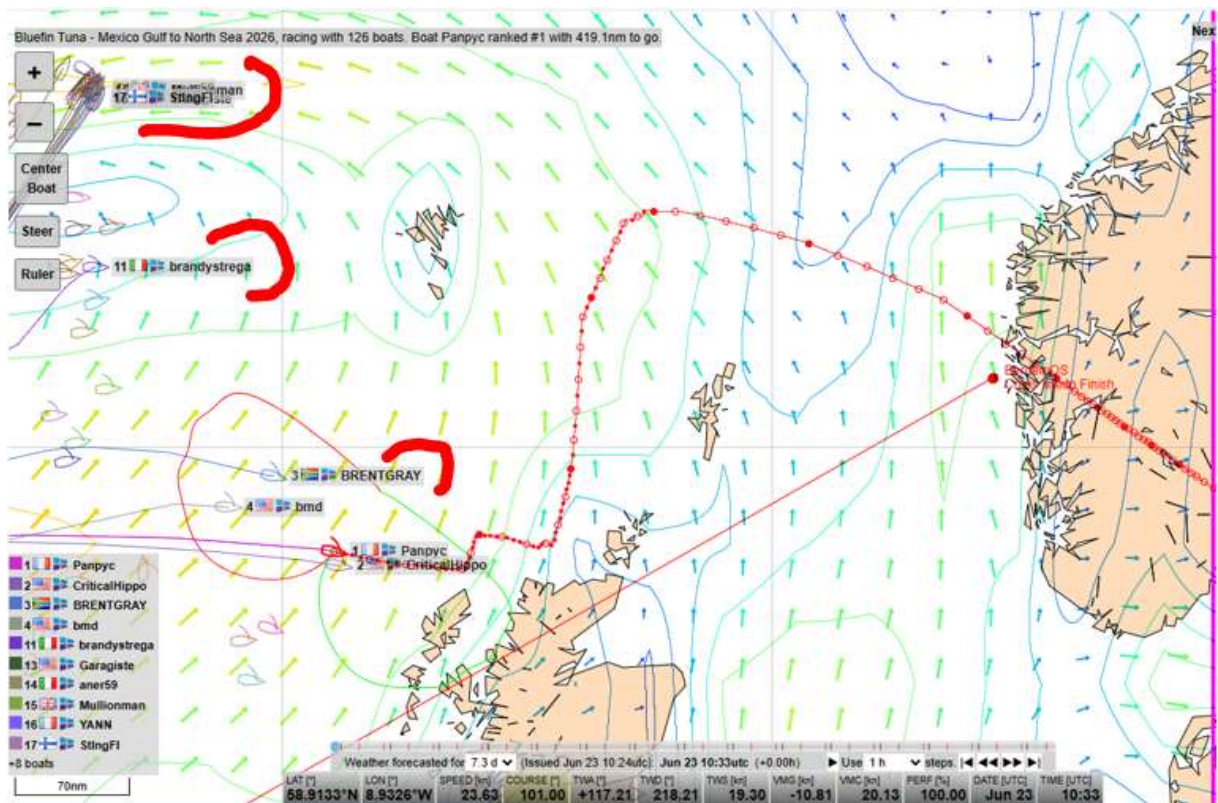 Bluefin Tuna - Mexico Gulf to North Sea 2026, racing with 126 boats. Boat Panpyc ranked #1 with 419.1nm to go.
Nex
+
−
Center
Boat
Steer
Ruler
17 StIngFI
11 brandystrega
3 BRENTGRAY
4 bmd
1 Panpyc
2 CriticalHippo
Finish
1 Panpyc
2 CriticalHippo
3 BRENTGRAY
4 bmd
11 brandystrega
13 Garagiste
14 aner59
15 Mullionman
16 YANN
17 StIngFI
+8 boats
70nm
Weather forecasted for 7.3 d (Issued Jun 23 10:24utc): Jun 23 10:33utc (+0.00h) Use 1 h steps.
LAT [°] LON [°] SPEED [kn] COURSE [°] TWA [°] TWD [°] TWS [kn] VMG [kn] VMC [kn] PERF [%] DATE [UTC] TIME [UTC]
58.9133°N 8.9326°W 23.63 101.00 +117.21 218.21 19.30 -10.81 20.13 100.00 Jun 23 10:33